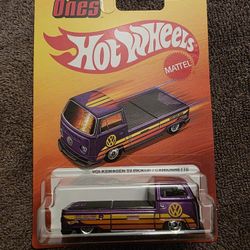 Ones
Hot Wheels
MATTEL
VOLKSWAGEN T2 PICKUP